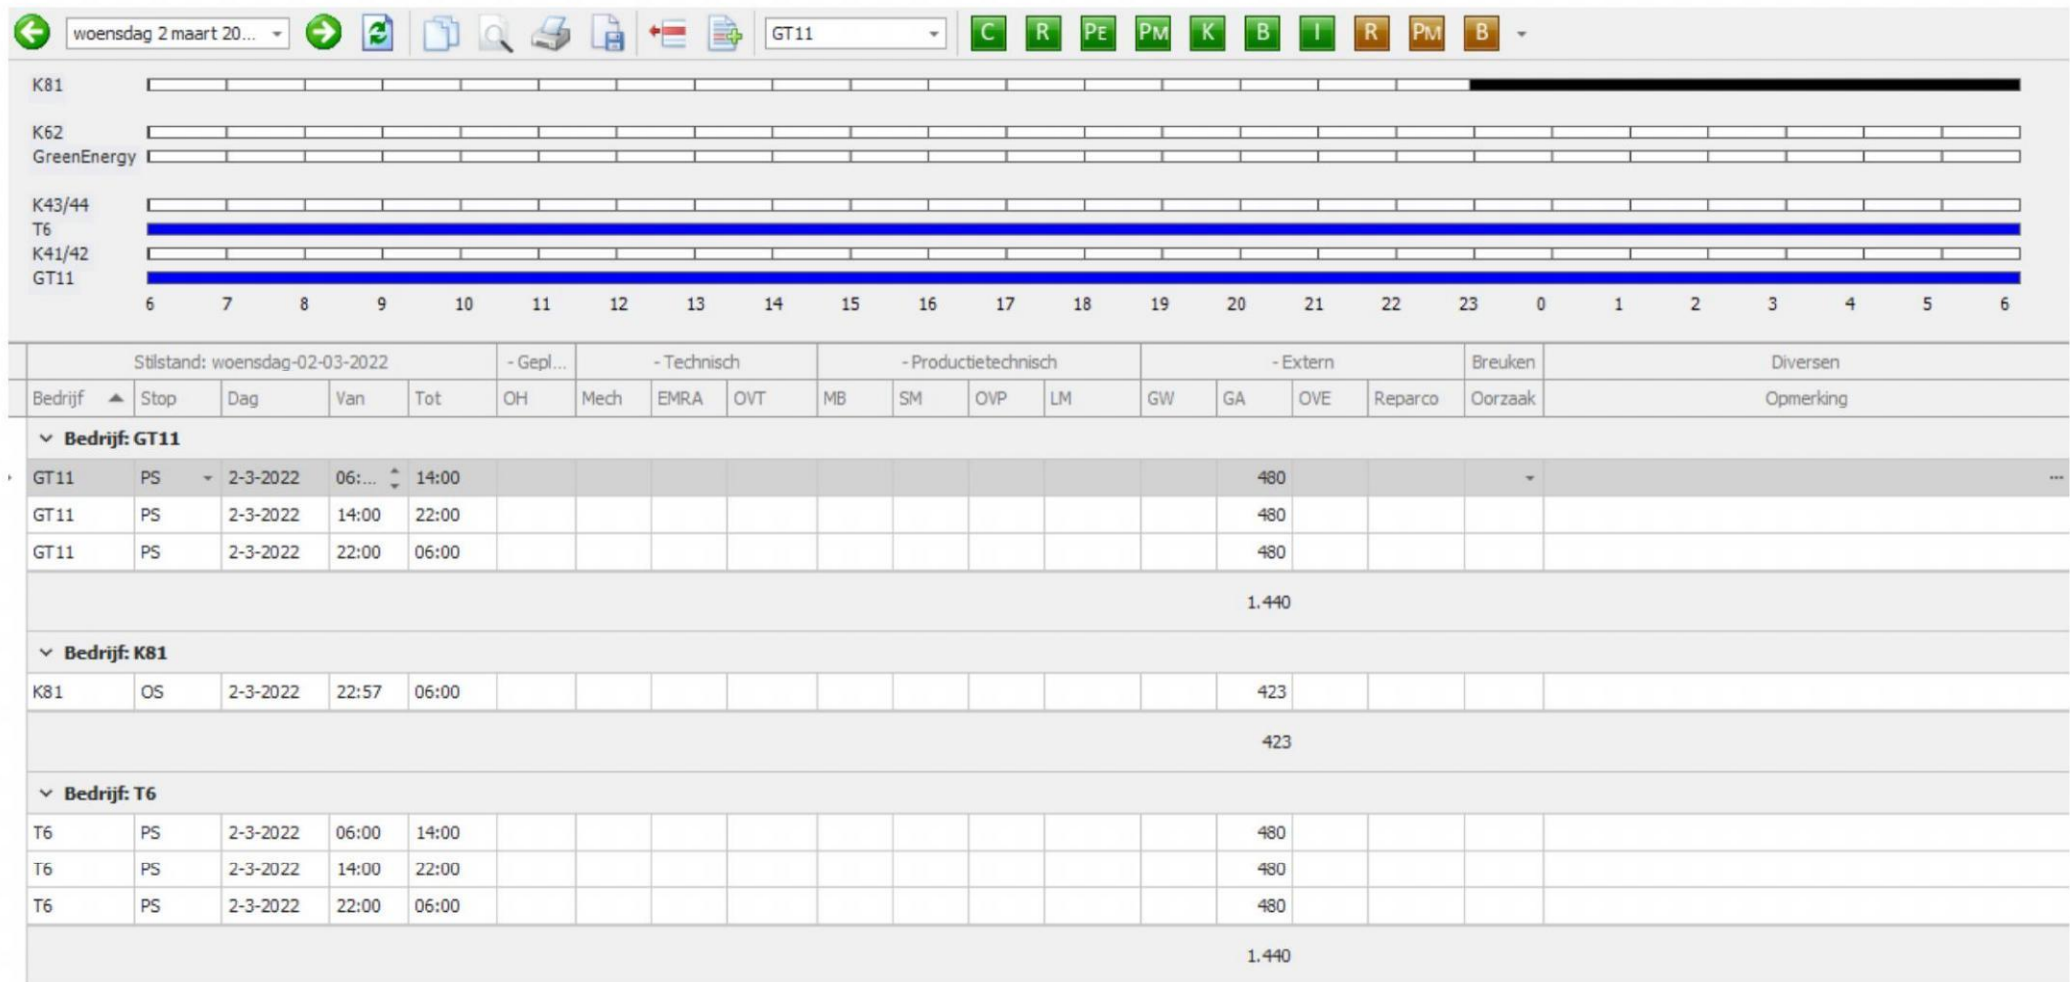 woensdag 2 maart 20... GT11 C R PE PM K B I R PM B
K81
K62
GreenEnergy
K43/44
T6
K41/42
GT11
6 7 8 9 10 11 12 13 14 15 16 17 18 19 20 21 22 23 0 1 2 3 4 5 6
Stilstand: woensdag-02-03-2022 - Gepl... - Technisch - Productietechnisch - Extern Breuken Diversen
Bedrijf Stop Dag Van Tot OH Mech EMRA OVT MB SM OVP LM GW GA OVE Reparco Oorzaak Opmerking
Bedrijf: GT11
GT11 PS 2-3-2022 06:... 14:00 480 ...
GT11 PS 2-3-2022 14:00 22:00 480
GT11 PS 2-3-2022 22:00 06:00 480
1.440
Bedrijf: K81
K81 OS 2-3-2022 22:57 06:00 423
423
Bedrijf: T6
T6 PS 2-3-2022 06:00 14:00 480
T6 PS 2-3-2022 14:00 22:00 480
T6 PS 2-3-2022 22:00 06:00 480
1.440